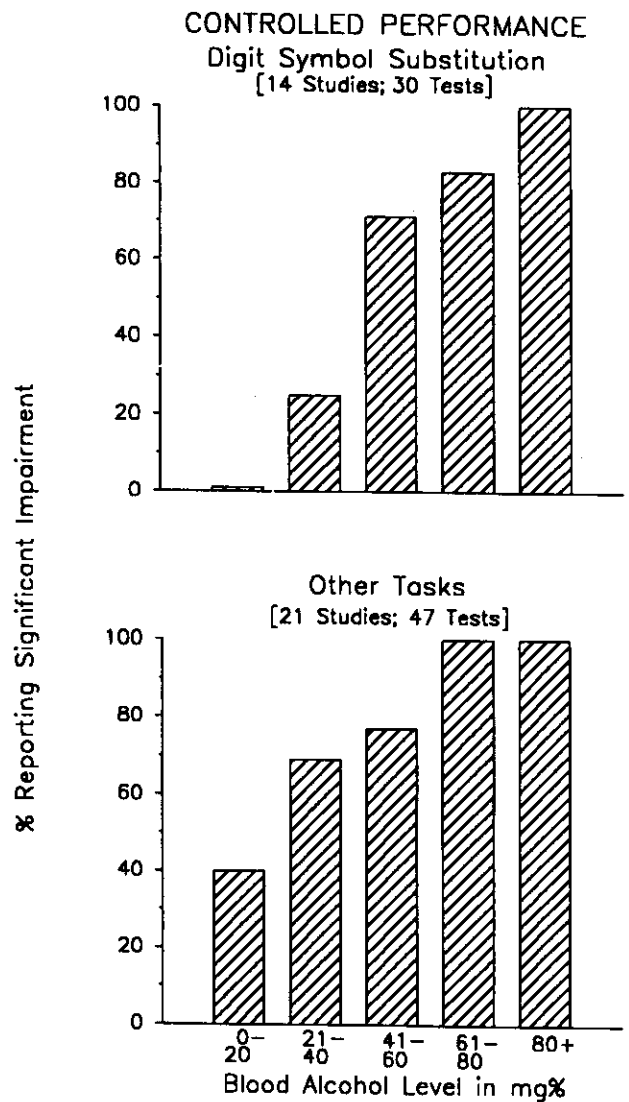 CONTROLLED PERFORMANCE
Digit Symbol Substitution
[14 Studies; 30 Tests]
100
80
60
40
20
0
% Reporting Significant Impairment
Other Tasks
[21 Studies; 47 Tests]
100
80
60
40
20
0
0-20
21-40
41-60
61-80
80+
Blood Alcohol Level in mg%